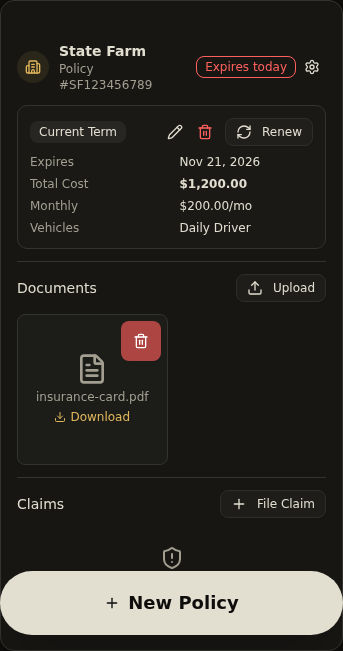 State Farm
Policy
#SF123456789
Expires today
Current Term
Renew
Expires Nov 21, 2026
Total Cost $1,200.00
Monthly $200.00/mo
Vehicles Daily Driver
Documents
Upload
insurance-card.pdf
Download
Claims
+ File Claim
+ New Policy